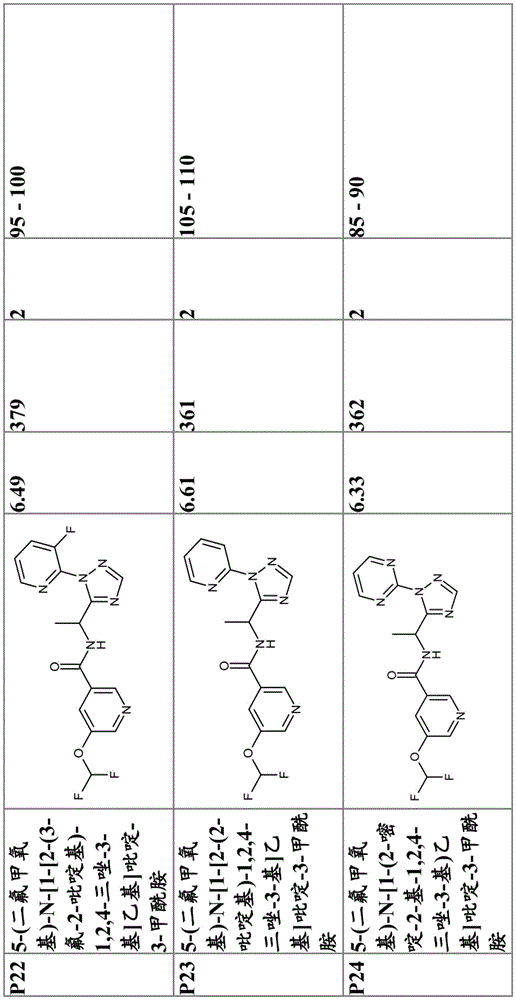 P22
5-(二氟甲氧
基)-N-[1-[2-(3-
氟-2-吡啶基)-
1,2,4-三唑-3-
基]乙基]吡啶-
3-甲酰胺
F
F
O
N
O
N
H
N
N
N
N
F
6.49
379
2
95 - 100
P23
5-(二氟甲氧
基)-N-[1-[2-(2-
吡啶基)-1,2,4-
三唑-3-基]乙
基]吡啶-3-甲酰
胺
F
F
O
N
O
N
H
N
N
N
N
6.61
361
2
105 - 110
P24
5-(二氟甲氧
基)-N-[1-(2-嘧
啶-2-基-1,2,4-
三唑-3-基)乙
基]吡啶-3-甲酰
胺
F
F
O
N
O
N
H
N
N
N
N
N
6.33
362
2
85 - 90